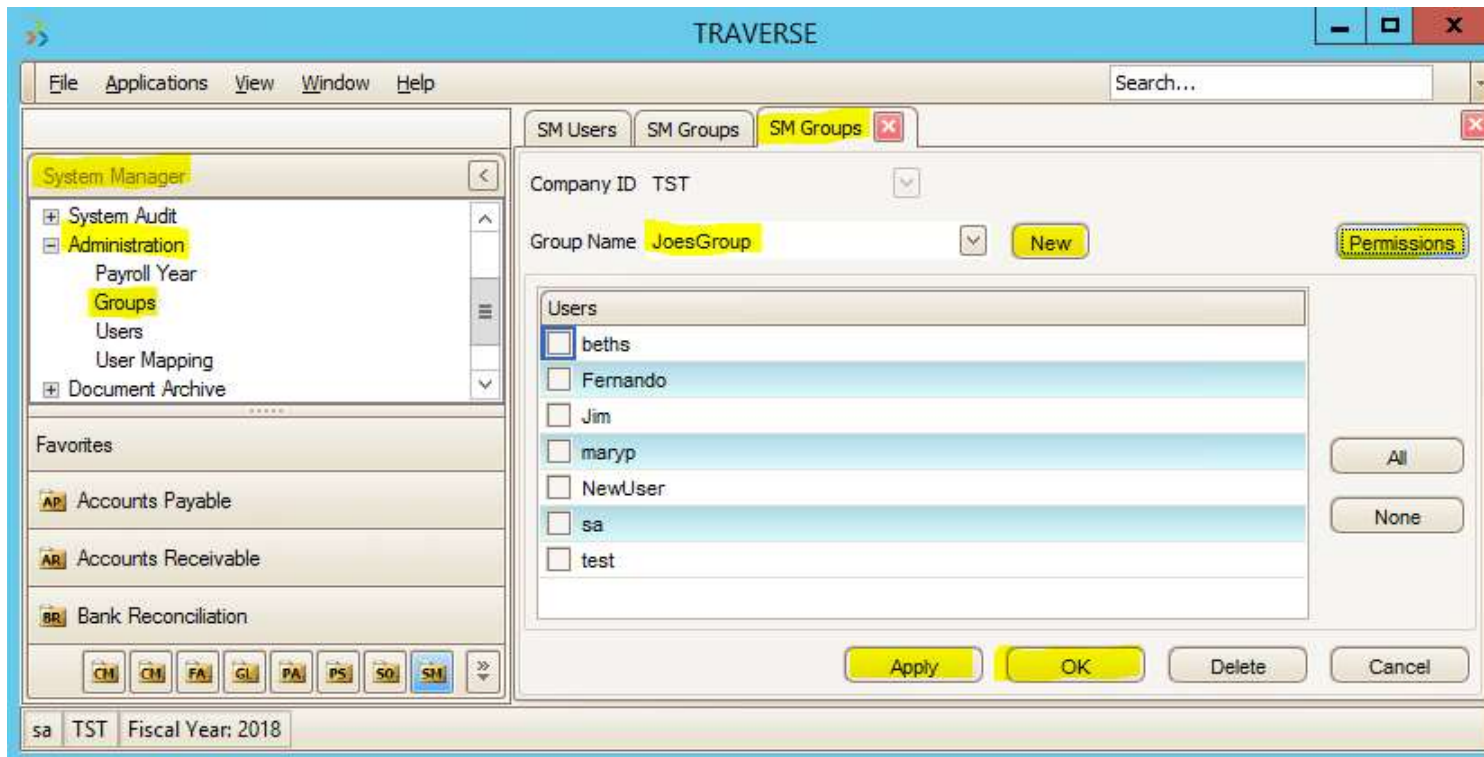 TRAVERSE
File Applications View Window Help
Search...
SM Users SM Groups SM Groups
System Manager
System Audit
Administration
Payroll Year
Groups
Users
User Mapping
Document Archive
Favorites
AP Accounts Payable
AR Accounts Receivable
BR Bank Reconciliation
CM CM FA GL PA PS SO SM
Company ID TST
Group Name JoesGroup New Permissions
Users
beths
Fernando
Jim
maryp
NewUser
sa
test
All
None
Apply OK Delete Cancel
sa TST Fiscal Year: 2018